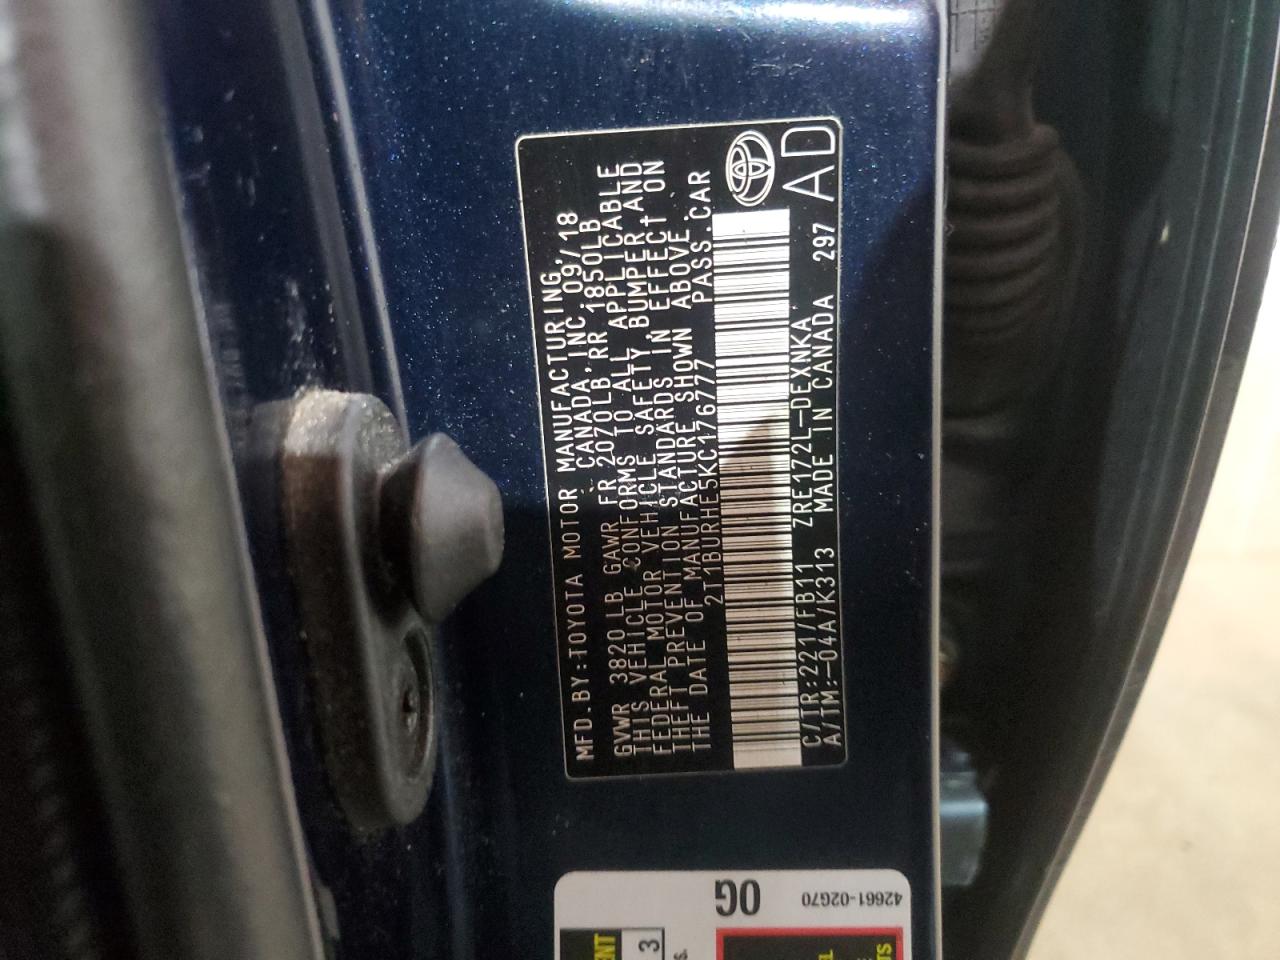 MFD.BY:TOYOTA MOTOR MANUFACTURING,
CANADA,INC. 09/18
GVWR 3820 LB GAWR FR 2070LB,RR 1850LB
THIS VEHICLE CONFORMS TO ALL APPLICABLE
FEDERAL MOTOR VEHICLE SAFETY, BUMPER, AND
THEFT PREVENTION STANDARDS IN EFFECT ON
THE DATE OF MANUFACTURE SHOWN ABOVE.
2T1BURHE5KC176777 PASS.CAR
C/TR:221/FB11 ZRE172L-DEXNKA
A/TM:-04A/K313 MADE IN CANADA 297
AD
0G
42661-02G70
3